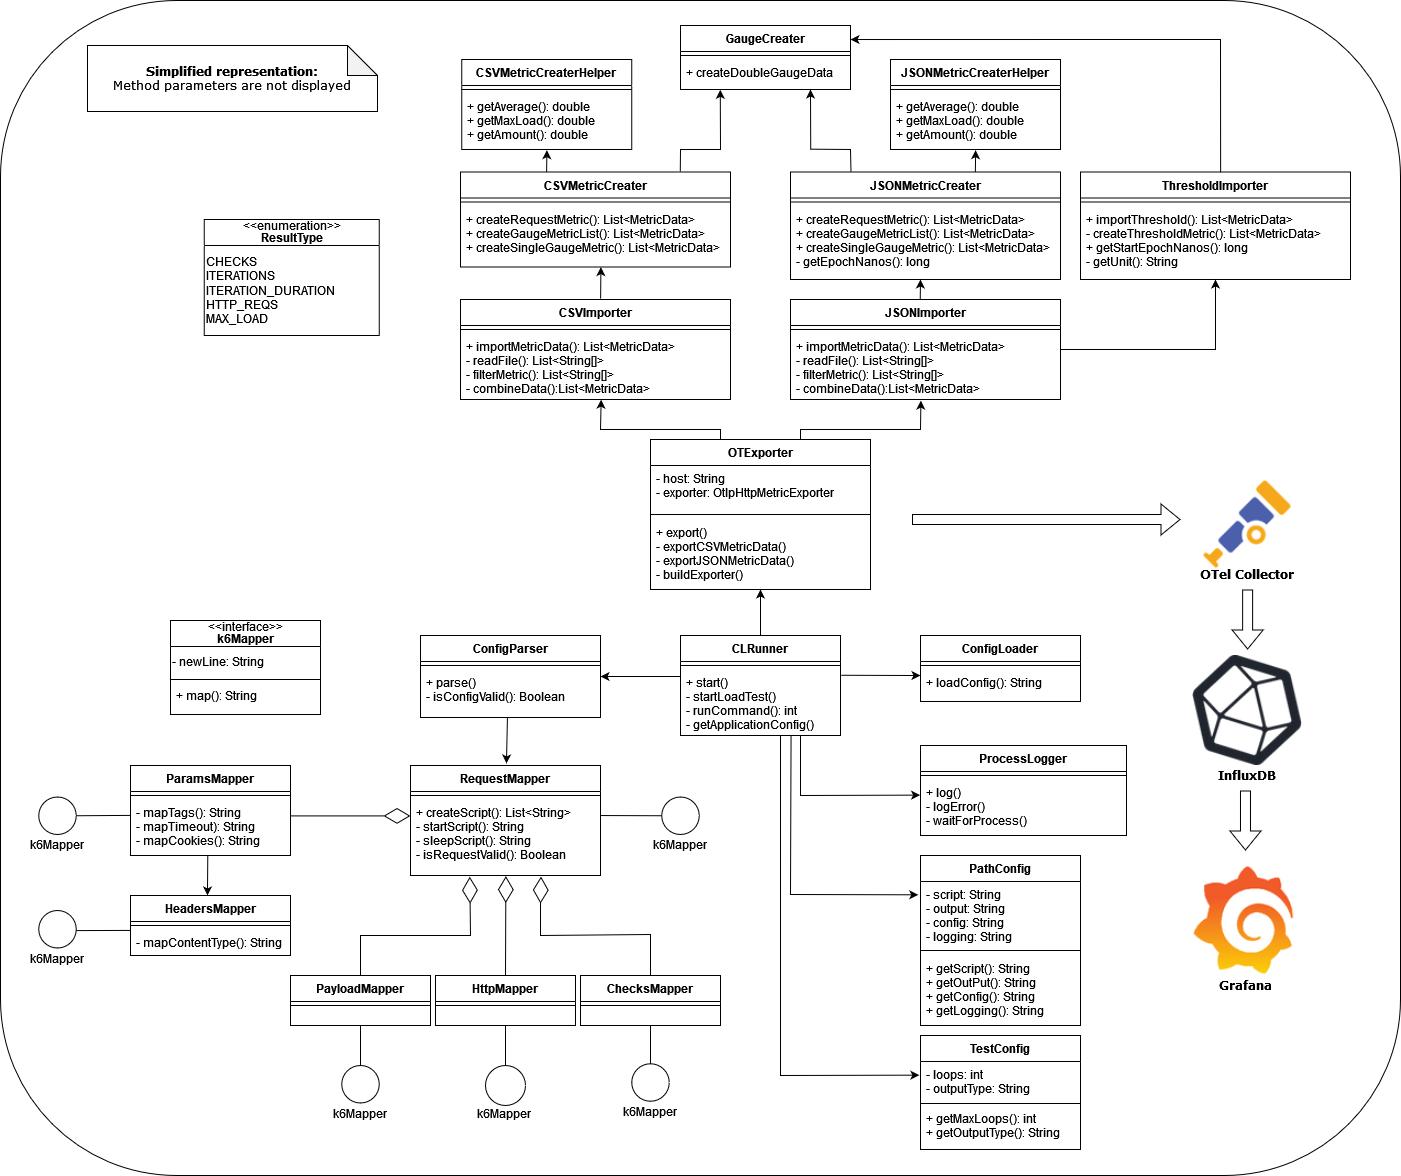 Simplified representation:
Method parameters are not displayed
GaugeCreater
+ createDoubleGaugeData
CSVMetricCreaterHelper
+ getAverage(): double
+ getMaxLoad(): double
+ getAmount(): double
JSONMetricCreaterHelper
+ getAverage(): double
+ getMaxLoad(): double
+ getAmount(): double
CSVMetricCreater
+ createRequestMetric(): List<MetricData>
+ createGaugeMetricList(): List<MetricData>
+ createSingleGaugeMetric(): List<MetricData>
JSONMetricCreater
+ createRequestMetric(): List<MetricData>
+ createGaugeMetricList(): List<MetricData>
+ createSingleGaugeMetric(): List<MetricData>
- getEpochNanos(): long
ThresholdImporter
+ importThreshold(): List<MetricData>
- createThresholdMetric(): List<MetricData>
+ getStartEpochNanos(): long
- getUnit(): String
<<enumeration>>
ResultType
CHECKS
ITERATIONS
ITERATION_DURATION
HTTP_REQS
MAX_LOAD
CSVImporter
+ importMetricData(): List<MetricData>
- readFile(): List<String[]>
- filterMetric(): List<String[]>
- combineData():List<MetricData>
JSONImporter
+ importMetricData(): List<MetricData>
- readFile(): List<String[]>
- filterMetric(): List<String[]>
- combineData():List<MetricData>
OTExporter
- host: String
- exporter: OtlpHttpMetricExporter
+ export()
- exportCSVMetricData()
- exportJSONMetricData()
- buildExporter()
OTel Collector
InfluxDB
Grafana
<<interface>>
k6Mapper
- newLine: String
+ map(): String
ConfigParser
+ parse()
- isConfigValid(): Boolean
CLRunner
+ start()
- startLoadTest()
- runCommand(): int
- getApplicationConfig()
ConfigLoader
+ loadConfig(): String
ProcessLogger
+ log()
- logError()
- waitForProcess()
ParamsMapper
- mapTags(): String
- mapTimeout): String
- mapCookies(): String
k6Mapper
RequestMapper
+ createScript(): List<String>
- startScript(): String
- sleepScript(): String
- isRequestValid(): Boolean
k6Mapper
HeadersMapper
- mapContentType(): String
k6Mapper
PathConfig
- script: String
- output: String
- config: String
- logging: String
+ getScript(): String
+ getOutPut(): String
+ getConfig(): String
+ getLogging(): String
PayloadMapper
HttpMapper
ChecksMapper
k6Mapper
k6Mapper
k6Mapper
TestConfig
- loops: int
- outputType: String
+ getMaxLoops(): int
+ getOutputType(): String